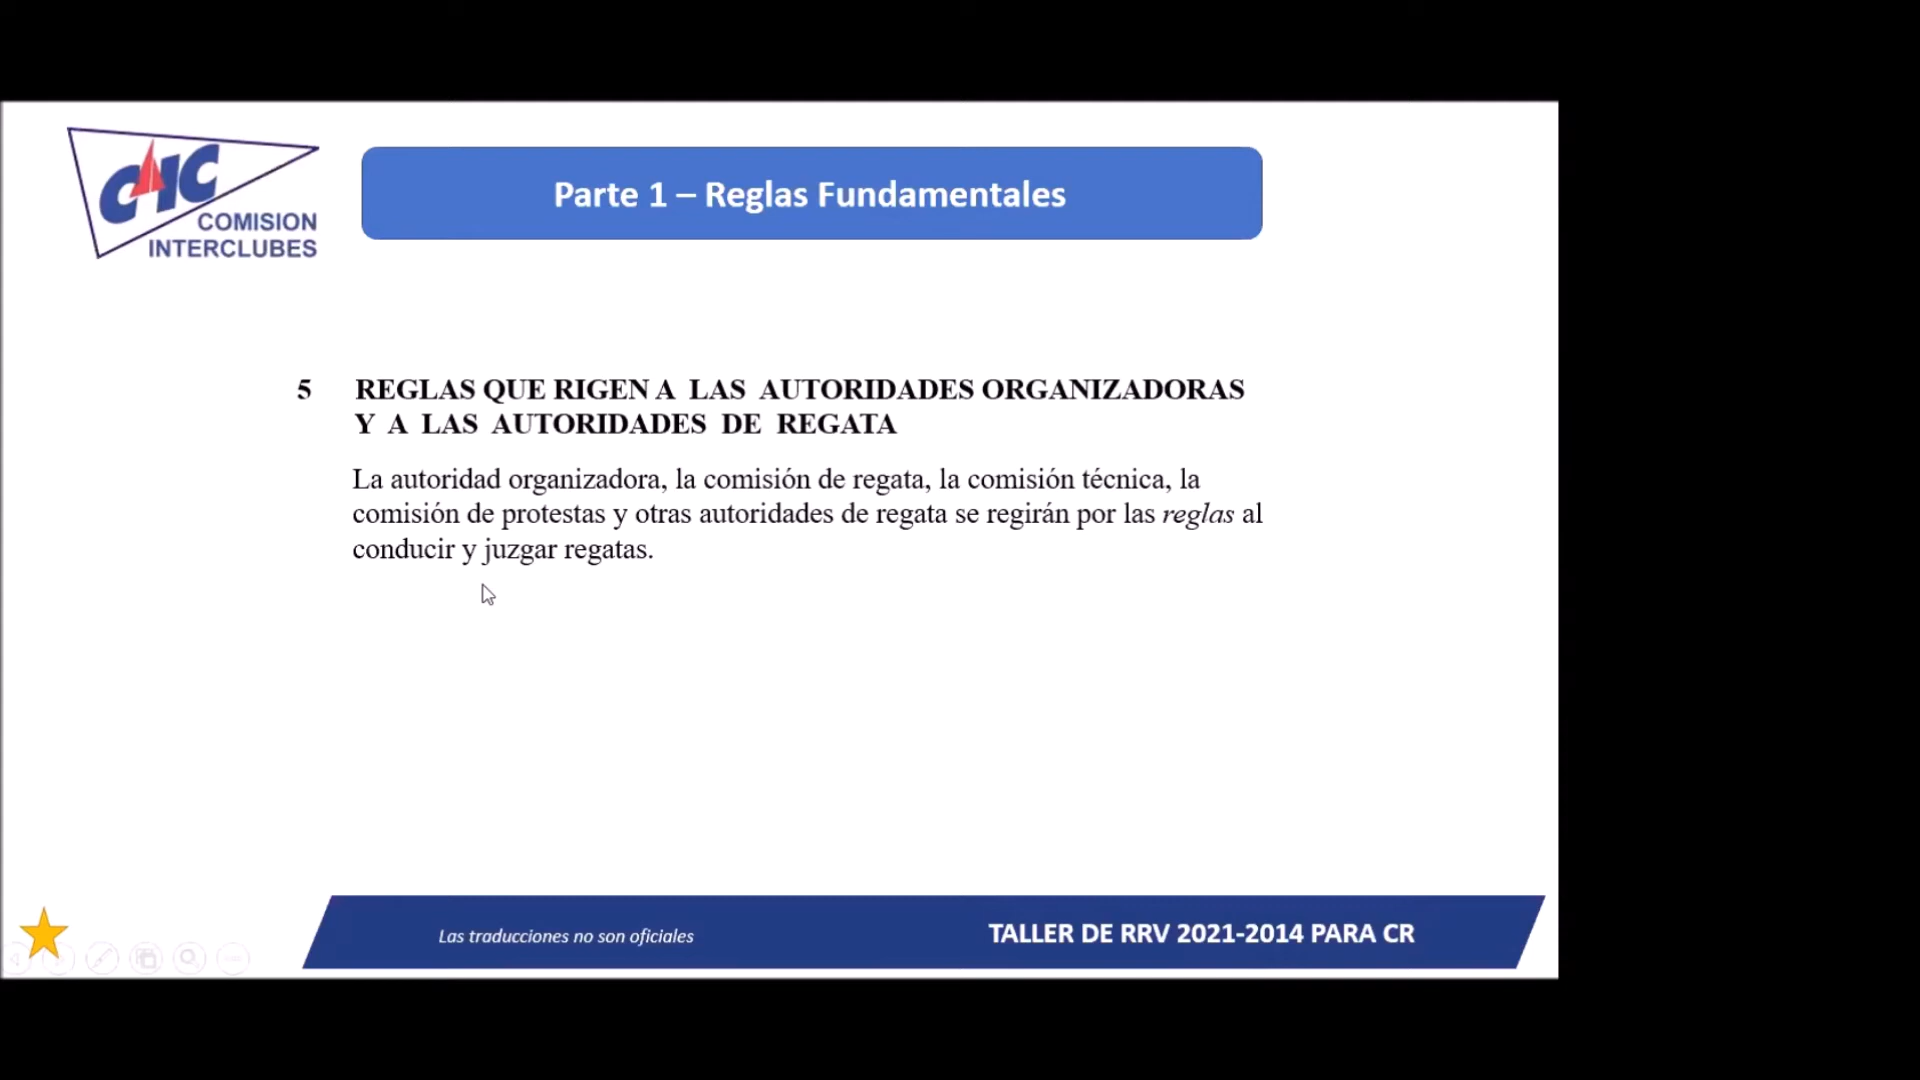 CIC
COMISION
INTERCLUBES
Parte 1 – Reglas Fundamentales
5 REGLAS QUE RIGEN A LAS AUTORIDADES ORGANIZADORAS
Y A LAS AUTORIDADES DE REGATA
La autoridad organizadora, la comisión de regata, la comisión técnica, la
comisión de protestas y otras autoridades de regata se regirán por las reglas al
conducir y juzgar regatas.
Las traducciones no son oficiales
TALLER DE RRV 2021-2014 PARA CR